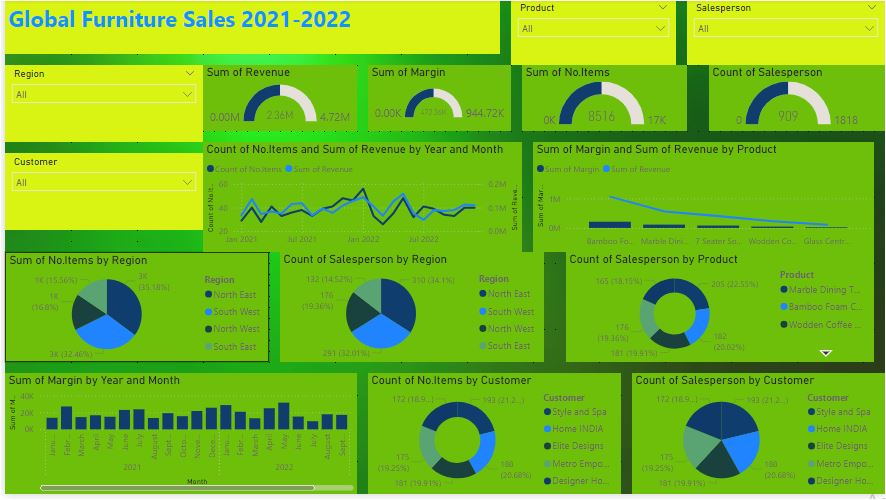 Global Furniture Sales 2021-2022
Product
All
Salesperson
All
Region
All
Sum of Revenue
0.00M
2.36M
4.72M
Sum of Margin
0.00K
472.36K
944.72K
Sum of No.Items
0K
8516
17K
Count of Salesperson
0
909
1818
Customer
All
Count of No.Items and Sum of Revenue by Year and Month
Count of No.Items
Sum of Revenue
Count of No.It...
60
40
20
0.2M
0.1M
0.0M
Sum of Reve...
Jan 2021
Jul 2021
Jan 2022
Jul 2022
Sum of Margin and Sum of Revenue by Product
Sum of Margin
Sum of Revenue
Sum of Mar...
1M
0M
Bamboo Fo...
Marble Dini...
7 Seater So...
Wodden Co...
Glass Centr...
Sum of No.Items by Region
1K (15.56%)
3K
(35.18%)
1K
(16.8%)
3K (32.46%)
Region
North East
South West
North West
South East
Count of Salesperson by Region
132 (14.52%)
310 (34.1%)
176
(19.36%)
291 (32.01%)
Region
North East
South West
North West
South East
Count of Salesperson by Product
165 (18.15%)
205 (22.55%)
176
(19.36%)
182
(20.02%)
181 (19.91%)
Product
Marble Dining T...
Bamboo Foam C...
Wodden Coffee ...
Sum of Margin by Year and Month
Sum of M...
40K
20K
0K
Janu...
Febr...
March
April
May
June
July
August
Sept...
Octo...
Nove...
Dece...
Janu...
Febr...
March
April
May
June
July
August
Sept...
2021
2022
Month
Count of No.Items by Customer
172 (18.9...)
193 (21.2...)
175
(19.25%)
188
(20.68%)
181 (19.91%)
Customer
Style and Spa
Home INDIA
Elite Designs
Metro Empo...
Designer Ho...
Count of Salesperson by Customer
172 (18.9...)
193 (21.2...)
175
(19.25%)
188
(20.68%)
181 (19.91%)
Customer
Style and Spa
Home INDIA
Elite Designs
Metro Empo...
Designer Ho...